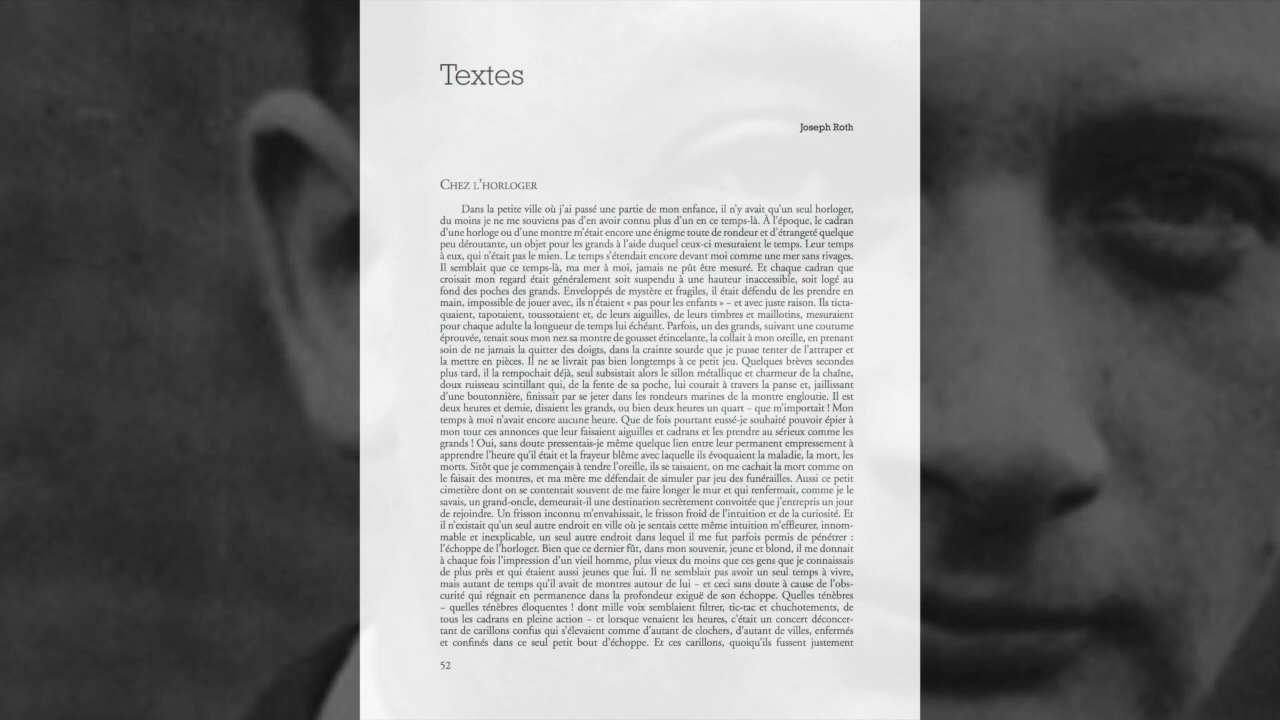 Textes
Joseph Roth
Chez l'horloger
Dans la petite ville où j'ai passé une partie de mon enfance, il n'y avait qu'un seul horloger,
du moins je ne me souviens pas d'en avoir connu plus d'un en ce temps-là. À l'époque, le cadran
d'une horloge ou d'une montre m'était encore une énigme toute de rondeur et d'étrangeté quelque
peu déroutante, un objet pour les grands à l'aide duquel ceux-ci mesuraient le temps. Leur temps
à eux, qui n'était pas le mien. Le temps s'étendait encore devant moi comme une mer sans rivages.
Il semblait que ce temps-là, ma mer à moi, jamais ne pût être mesuré. Et chaque cadran que
croisait mon regard était généralement soit suspendu à une hauteur inaccessible, soit logé au
fond des poches des grands. Enveloppés de mystère et fragiles, il était défendu de les prendre en
main, impossible de jouer avec, ils n'étaient « pas pour les enfants » – et avec juste raison. Ils ticta-
quaient, tapotaient, toussotaient et, de leurs aiguilles, de leurs timbres et maillotins, mesuraient
pour chaque adulte la longueur de temps lui échéant. Parfois, un des grands, suivant une coutume
éprouvée, tenait sous mon nez sa montre de gousset étincelante, la collait à mon oreille, en prenant
soin de ne jamais la quitter des doigts, dans la crainte sourde que je pusse tenter de l'attraper et
la mettre en pièces. Il ne se livrait pas bien longtemps à ce petit jeu. Quelques brèves secondes
plus tard, il la rempochait déjà, seul subsistait alors le sillon métallique et charmeur de la chaîne,
doux ruisseau scintillant qui, de la fente de sa poche, lui courait à travers la panse et, jaillissant
d'une boutonnière, finissait par se jeter dans les rondeurs marines de la montre engloutie. Il est
deux heures et demie, disaient les grands, ou bien deux heures un quart – que m'importait ! Mon
temps à moi n'avait encore aucune heure. Que de fois pourtant eussé-je souhaité pouvoir épier à
mon tour ces annonces que leur faisaient aiguilles et cadrans et les prendre au sérieux comme les
grands ! Oui, sans doute pressentais-je même quelque lien entre leur permanent empressement à
apprendre l'heure qu'il était et la frayeur blême avec laquelle ils évoquaient la maladie, la mort, les
morts. Sitôt que je commençais à tendre l'oreille, ils se taisaient, on me cachait la mort comme on
le faisait des montres, et ma mère me défendait de simuler par jeu des funérailles. Aussi ce petit
cimetière dont on se contentait souvent de me faire longer le mur et qui renfermait, comme je le
savais, un grand-oncle, demeurait-il une destination secrètement convoitée que j'entrepris un jour
de rejoindre. Un frisson inconnu m'envahissait, le frisson froid de l'intuition et de la curiosité. Et
il n'existait qu'un seul autre endroit en ville où je sentais cette même intuition m'effleurer, innom-
mable et inexplicable, un seul autre endroit dans lequel il me fut parfois permis de pénétrer :
l'échoppe de l'horloger. Bien que ce dernier fût, dans mon souvenir, jeune et blond, il me donnait
à chaque fois l'impression d'un vieil homme, plus vieux du moins que ces gens que je connaissais
de plus près et qui étaient aussi jeunes que lui. Il ne semblait pas avoir un seul temps à vivre,
mais autant de temps qu'il avait de montres autour de lui – et ceci sans doute à cause de l'obs-
curité qui régnait en permanence dans la profondeur exiguë de son échoppe. Quelles ténèbres
– quelles ténèbres éloquentes ! dont mille voix semblaient filtrer, tic-tac et chuchotements, de
tous les cadrans en pleine action – et lorsque venaient les heures, c'était un concert déconcer-
tant de carillons confus qui s'élevaient comme d'autant de clochers, d'autant de villes, enfermés
et confinés dans ce seul petit bout d'échoppe. Et ces carillons, quoiqu'ils fussent justement
52